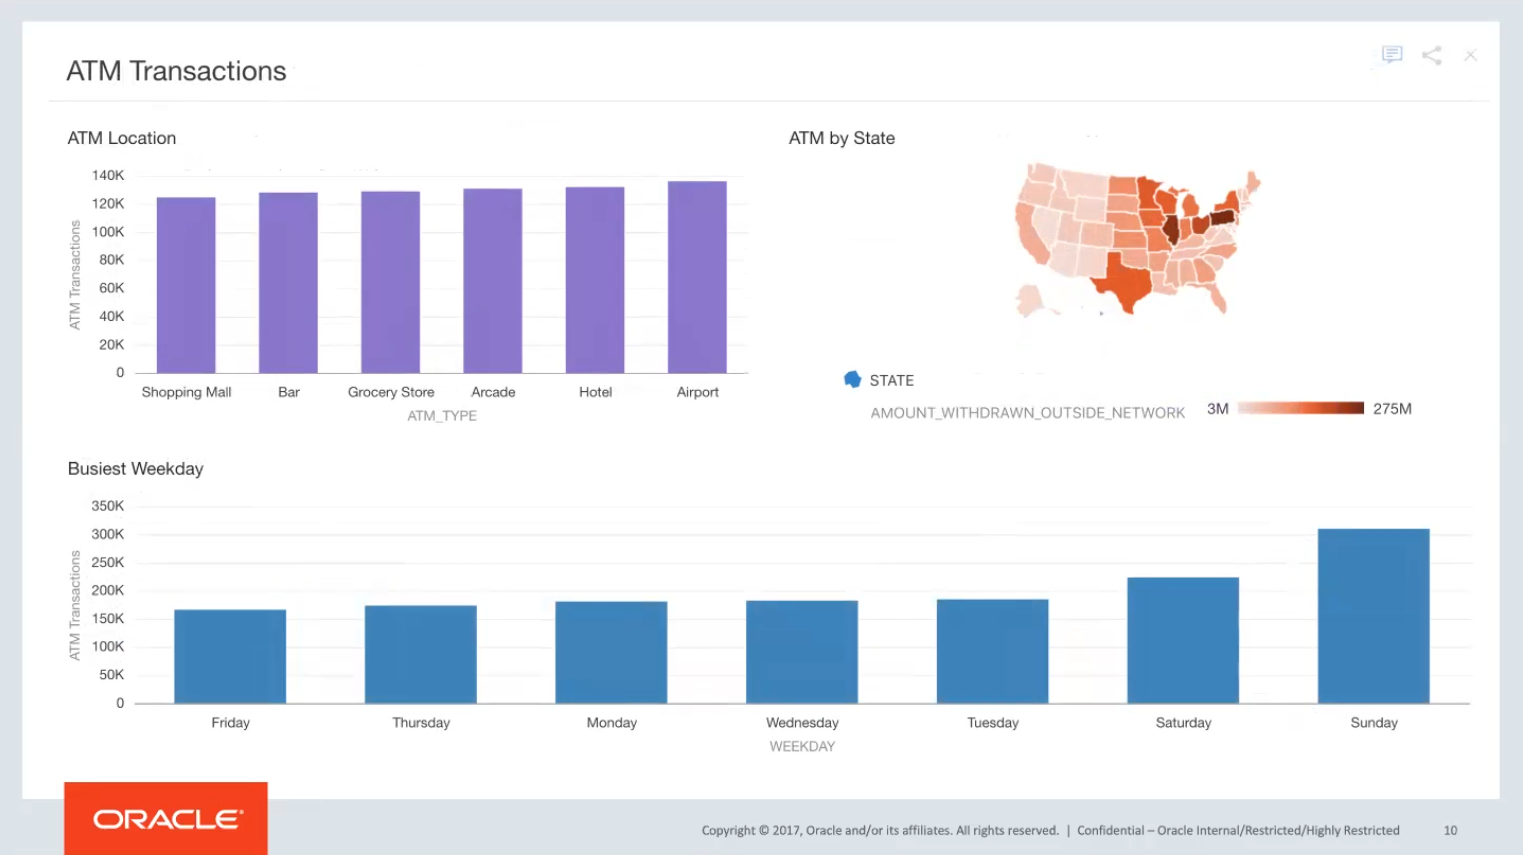 ATM Transactions
ATM Location
140K
120K
100K
80K
60K
40K
20K
0
ATM Transactions
Shopping Mall Bar Grocery Store Arcade Hotel Airport
ATM_TYPE
ATM by State
STATE
AMOUNT_WITHDRAWN_OUTSIDE_NETWORK 3M 275M
Busiest Weekday
350K
300K
250K
200K
150K
100K
50K
0
ATM Transactions
Friday Thursday Monday Wednesday Tuesday Saturday Sunday
WEEKDAY
ORACLE®
Copyright © 2017, Oracle and/or its affiliates. All rights reserved. | Confidential – Oracle Internal/Restricted/Highly Restricted 10